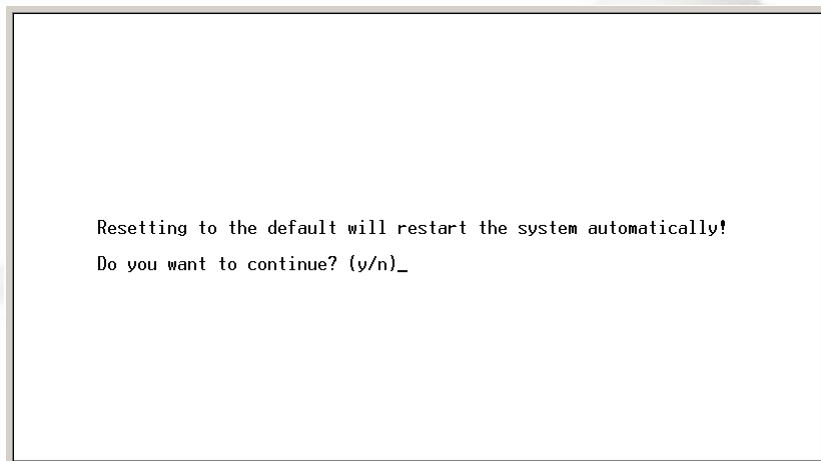 Resetting to the default will restart the system automatically!
Do you want to continue? (y/n)_